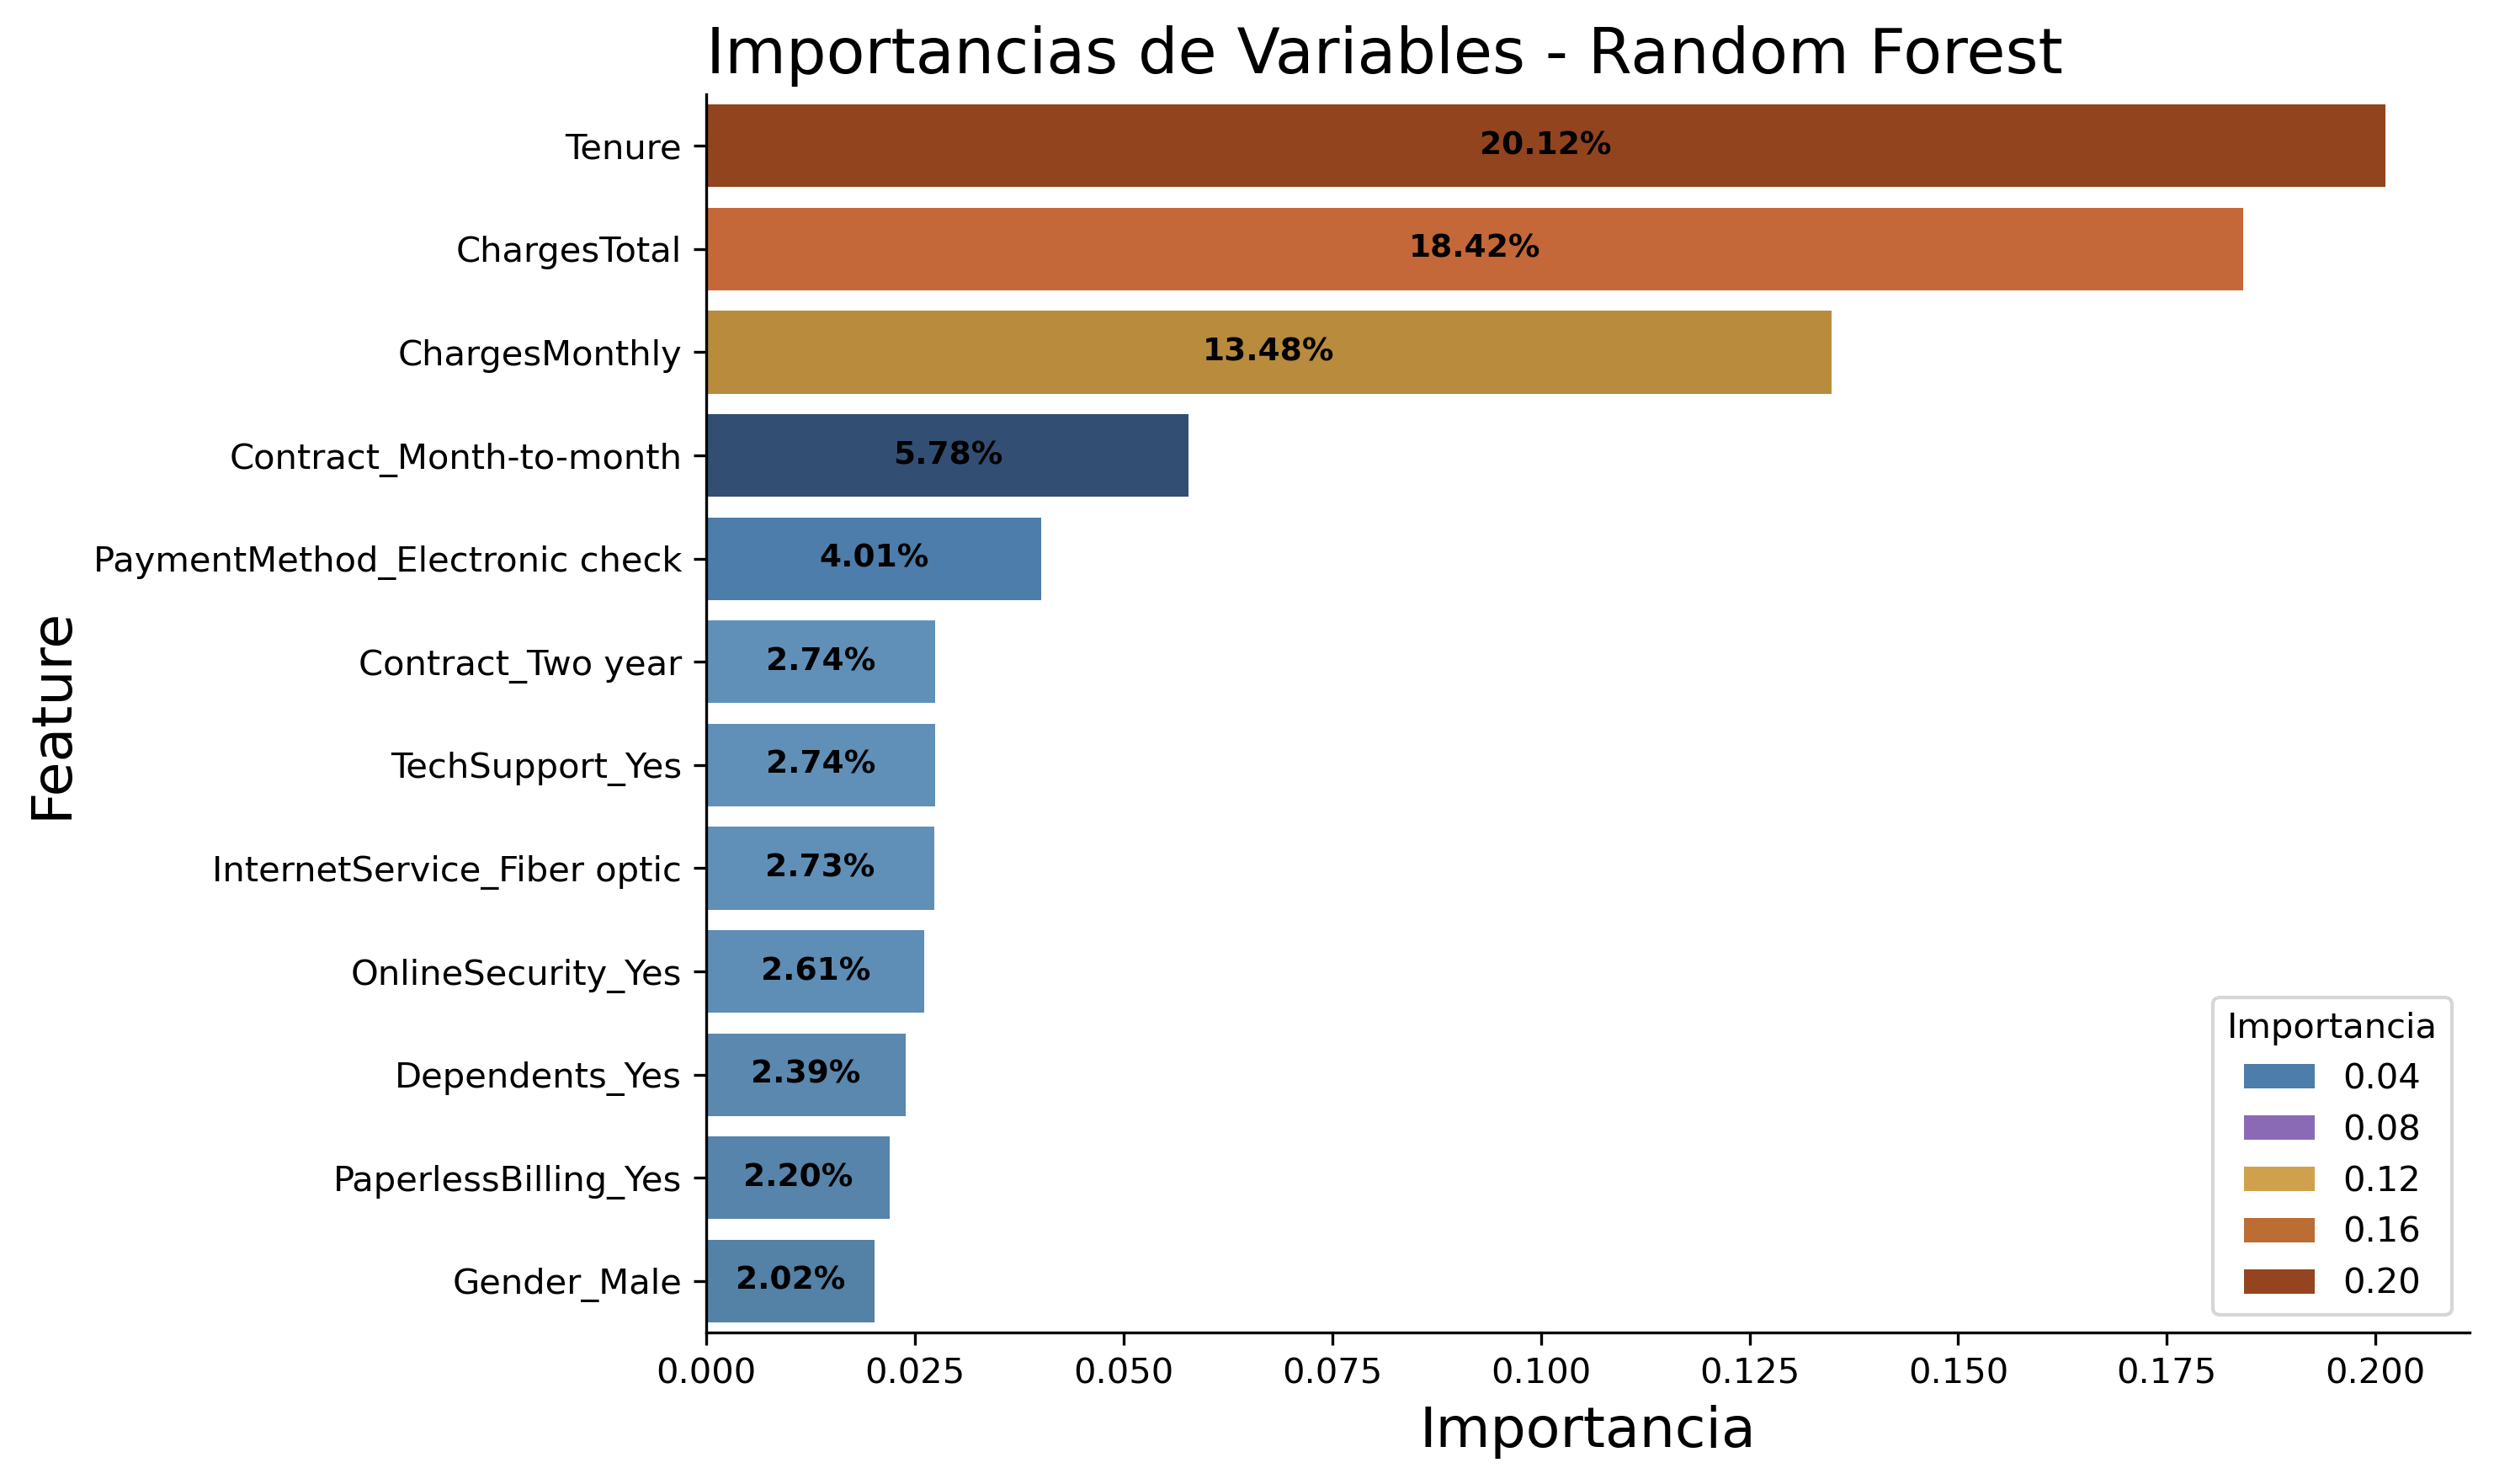 Importancias de Variables - Random Forest
Tenure
20.12%
ChargesTotal
18.42%
ChargesMonthly
13.48%
Contract_Month-to-month
5.78%
PaymentMethod_Electronic check
4.01%
Contract_Two year
2.74%
TechSupport_Yes
2.74%
InternetService_Fiber optic
2.73%
OnlineSecurity_Yes
2.61%
Dependents_Yes
2.39%
PaperlessBilling_Yes
2.20%
Gender_Male
2.02%
Feature
Importancia
0.04
0.08
0.12
0.16
0.20
0.000 0.025 0.050 0.075 0.100 0.125 0.150 0.175 0.200
Importancia